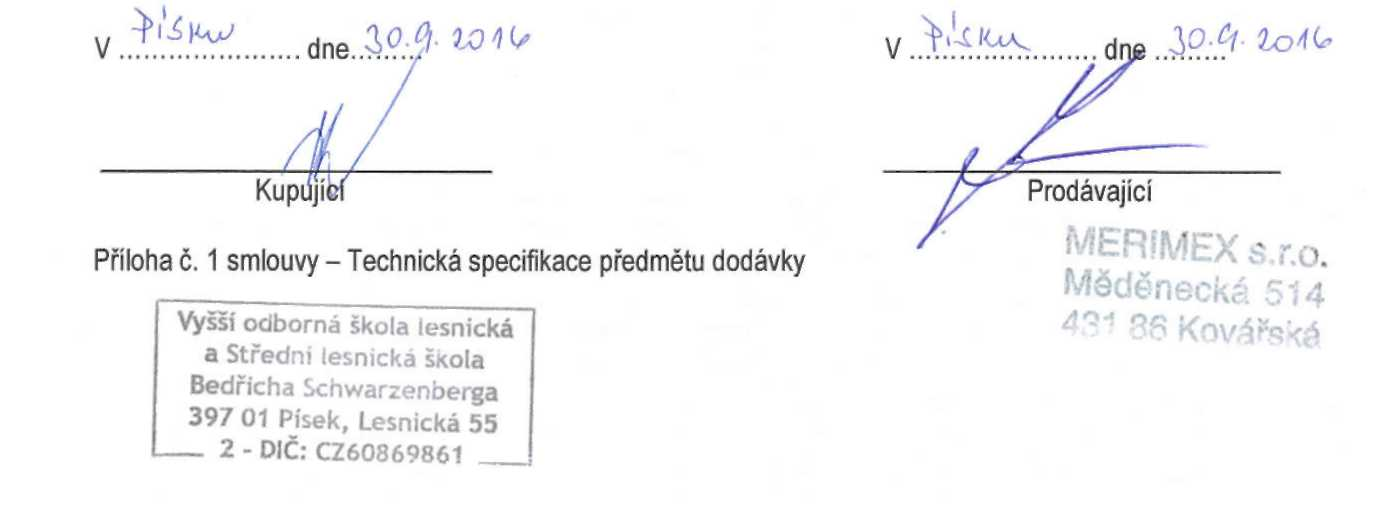 V Písku dne 30.9.2016
Kupující
V Písku dne 30.9.2016
Prodávající
MERIMEX s.r.o.
Měděnecká 514
431 86 Kovářská
Příloha č. 1 smlouvy – Technická specifikace předmětu dodávky
Vyšší odborná škola lesnická
a Střední lesnická škola
Bedřicha Schwarzenberga
397 01 Písek, Lesnická 55
2 - DIČ: CZ60869861